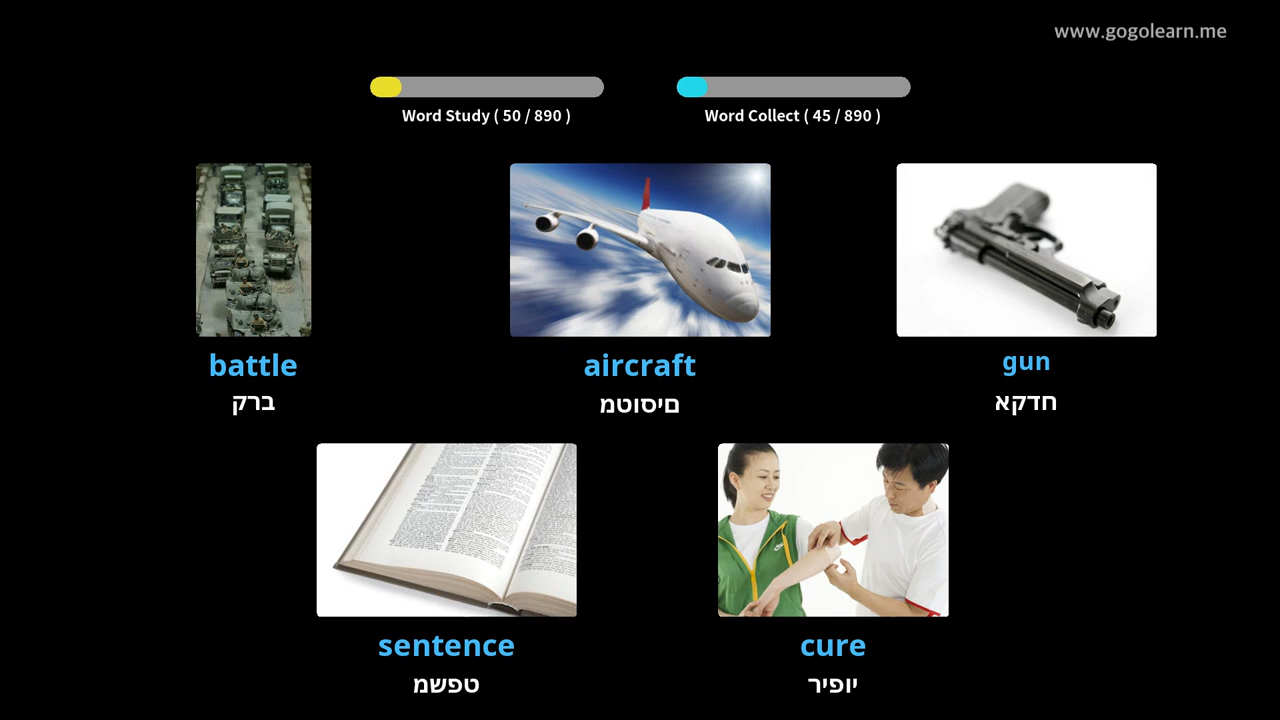 www.gogolearn.me
Word Study ( 50 / 890 )
Word Collect ( 45 / 890 )
battle
ברק
aircraft
םיסוטמ
gun
חדקא
sentence
טפשמ
cure
יופיר